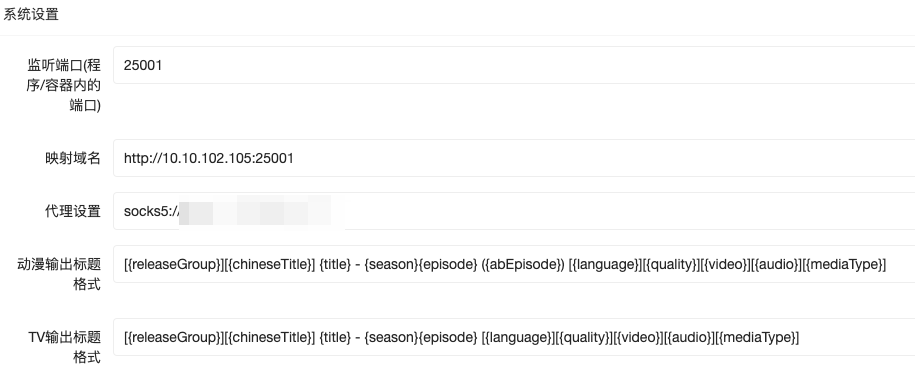 系统设置
监听端口(程
序/容器内的
端口)
25001
映射域名
http://10.10.102.105:25001
代理设置
socks5://
动漫输出标题
格式
[{releaseGroup}][{chineseTitle}] {title} - {season}{episode} ({abEpisode}) [{language}][{quality}][{video}][{audio}][{mediaType}]
TV输出标题
格式
[{releaseGroup}][{chineseTitle}] {title} - {season}{episode} [{language}][{quality}][{video}][{audio}][{mediaType}]